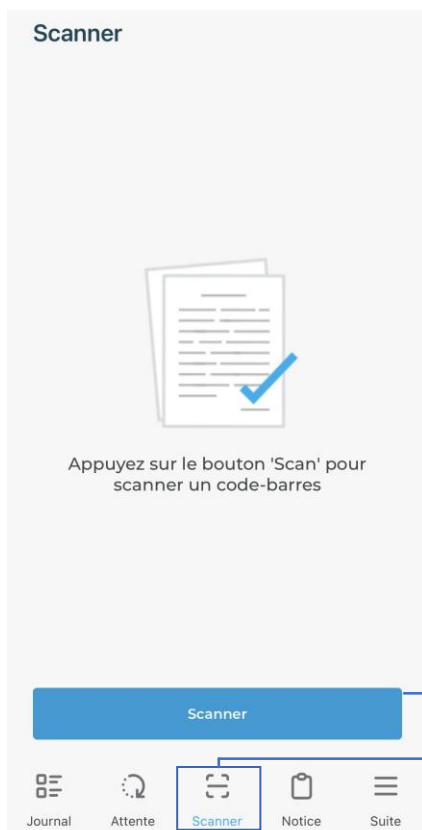 Scanner
Appuyez sur le bouton 'Scan' pour
scanner un code-barres
Scanner
Journal Attente Scanner Notice Suite